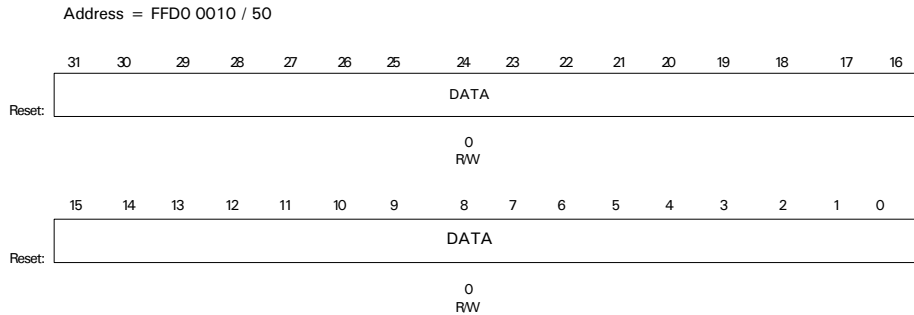 Address = FFD0 0010 / 50
31 30 29 28 27 26 25 24 23 22 21 20 19 18 17 16
DATA
Reset:
0
R/W
15 14 13 12 11 10 9 8 7 6 5 4 3 2 1 0
DATA
Reset:
0
R/W